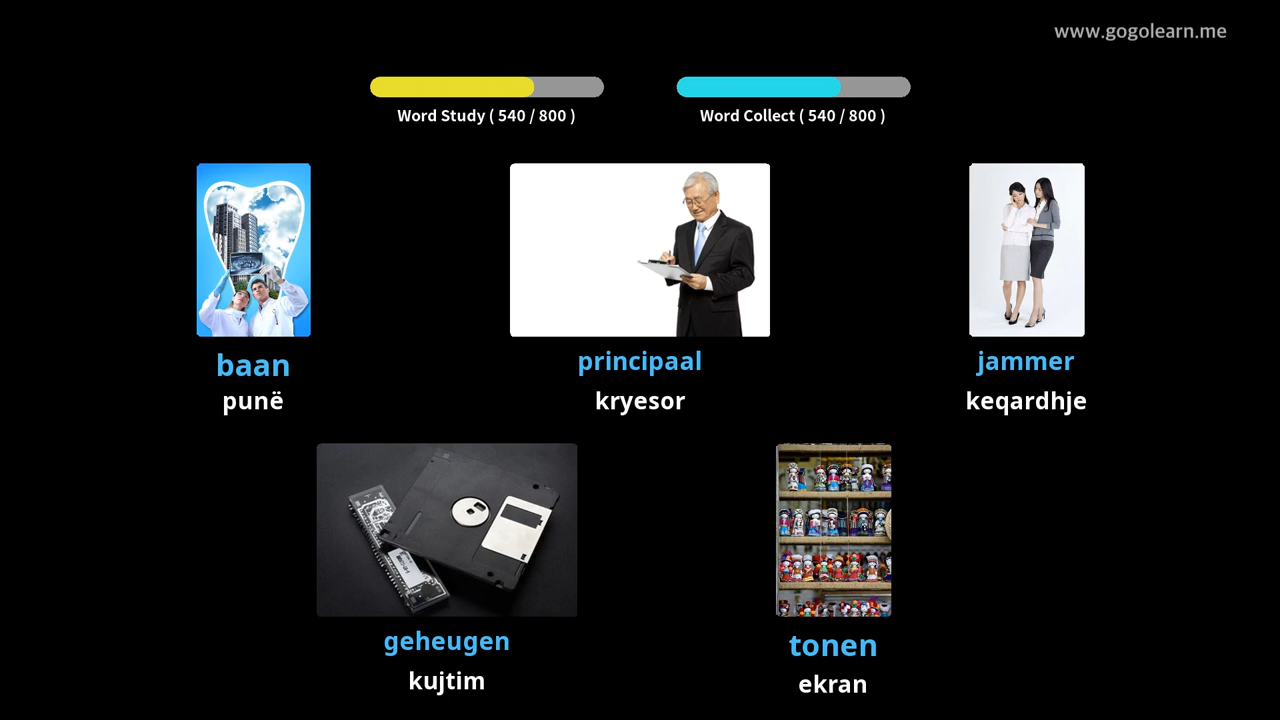 www.gogolearn.me
Word Study ( 540 / 800 )
Word Collect ( 540 / 800 )
baan
punë
principaal
kryesor
jammer
keqardhje
geheugen
kujtim
tonen
ekran